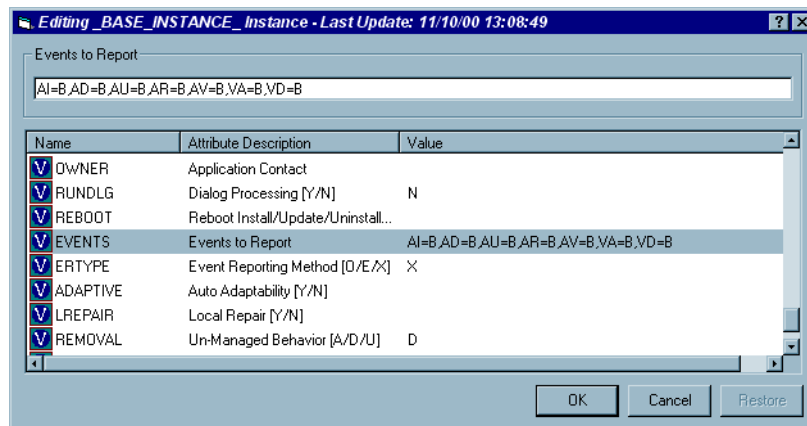 Editing _BASE_INSTANCE_ Instance - Last Update: 11/10/00 13:08:49
Events to Report
AI=B,AD=B,AU=B,AR=B,AV=B,VA=B,VD=B
Name Attribute Description Value
V OWNER Application Contact
V RUNDLG Dialog Processing [Y/N] N
V REBOOT Reboot Install/Update/Uninstall...
V EVENTS Events to Report AI=B,AD=B,AU=B,AR=B,AV=B,VA=B,VD=B
V ERTYPE Event Reporting Method [O/E/X] X
V ADAPTIVE Auto Adaptability [Y/N]
V LREPAIR Local Repair [Y/N]
V REMOVAL Un-Managed Behavior [A/D/U] D
OK Cancel Restore